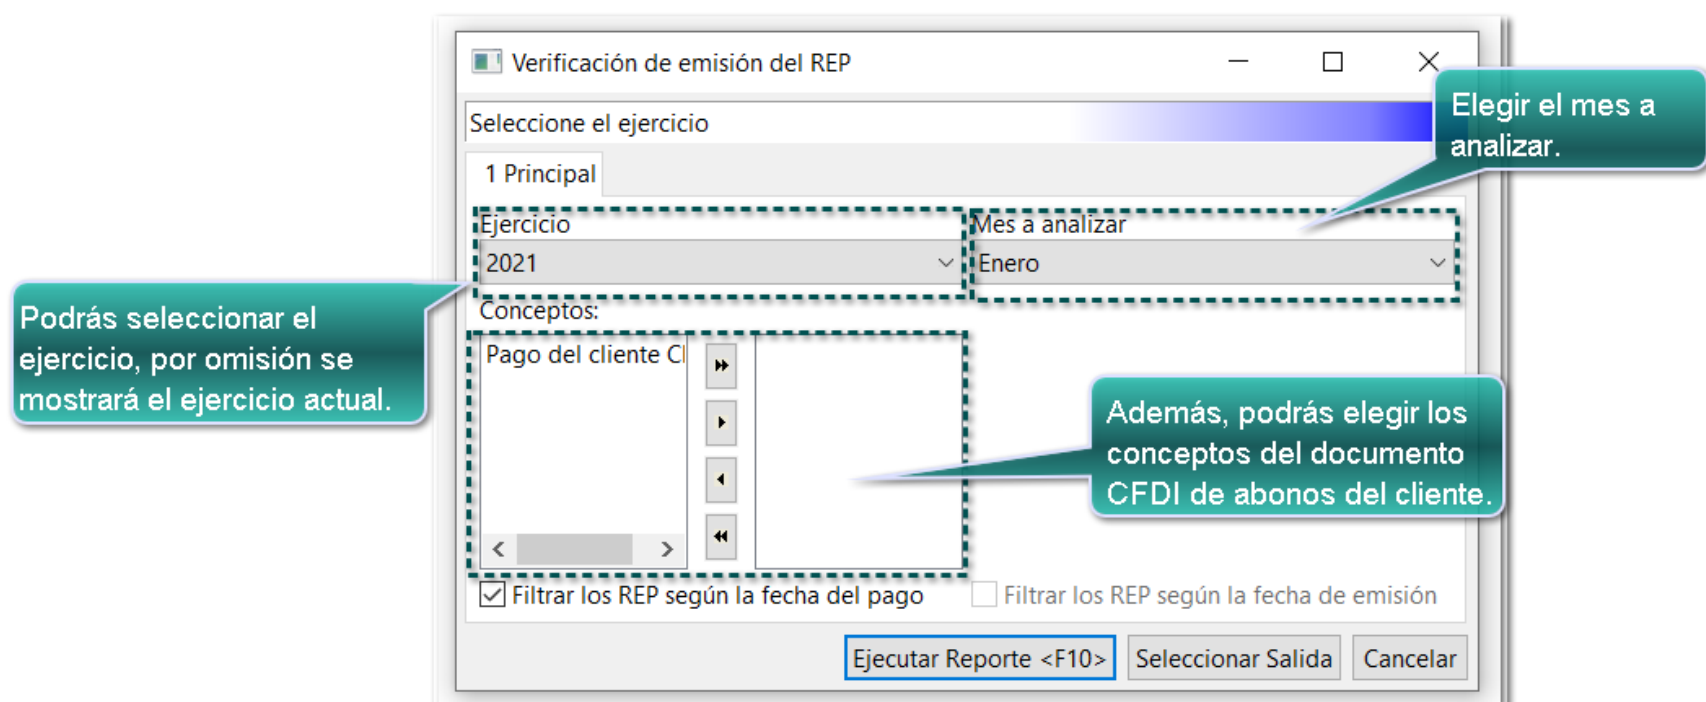 Verificación de emisión del REP
Seleccione el ejercicio
Elegir el mes a
analizar.
1 Principal
Ejercicio
Mes a analizar
2021
Enero
Podrás seleccionar el
ejercicio, por omisión se
mostrará el ejercicio actual.
Conceptos:
Pago del cliente
Además, podrás elegir los
conceptos del documento
CFDI de abonos del cliente.
Filtrar los REP según la fecha del pago
Filtrar los REP según la fecha de emisión
Ejecutar Reporte <F10>
Seleccionar Salida
Cancelar